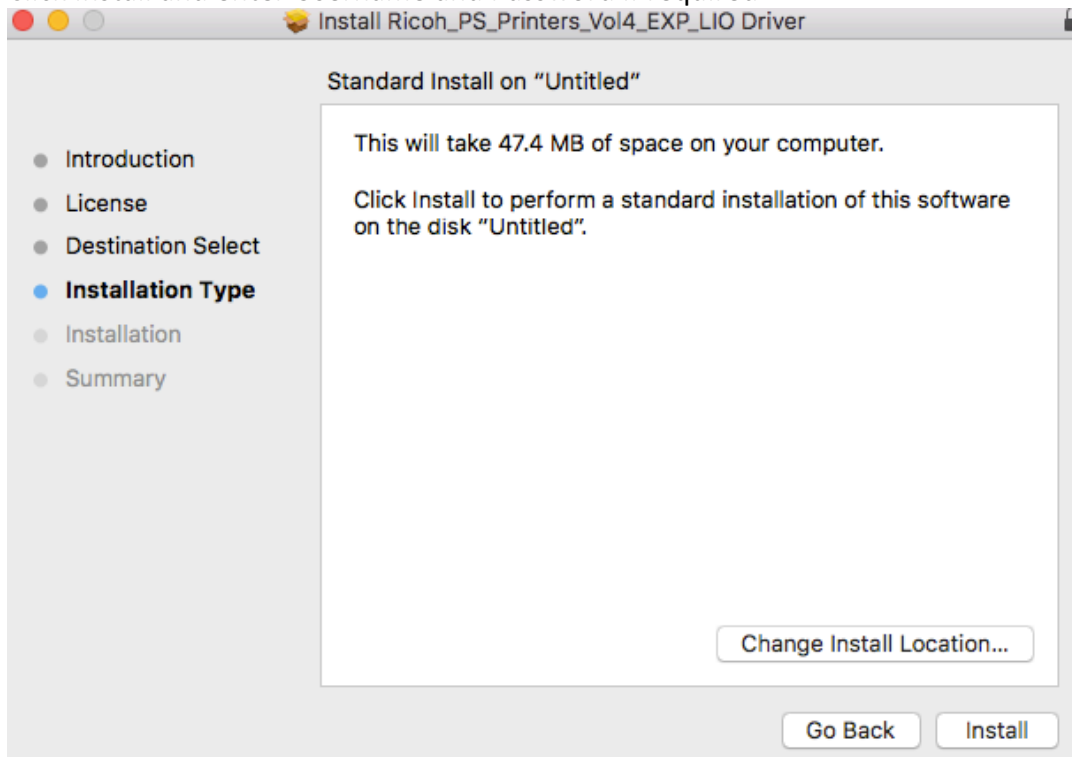 Install Ricoh_PS_Printers_Vol4_EXP_LIO Driver
Standard Install on “Untitled”
Introduction
License
Destination Select
Installation Type
Installation
Summary
This will take 47.4 MB of space on your computer.
Click Install to perform a standard installation of this software
on the disk “Untitled”.
Change Install Location...
Go Back
Install